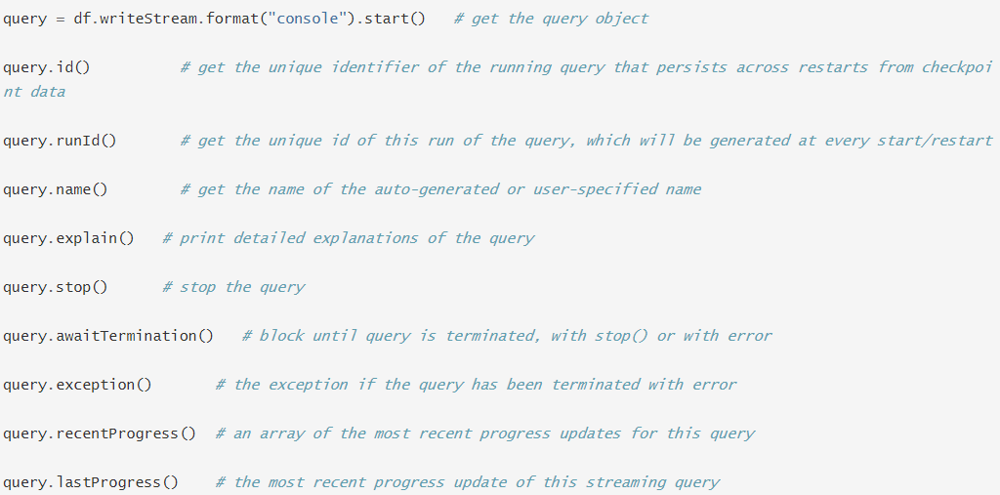 query = df.writeStream.format("console").start()   # get the query object
query.id()          # get the unique identifier of the running query that persists across restarts from checkpoi
nt data
query.runId()       # get the unique id of this run of the query, which will be generated at every start/restart
query.name()        # get the name of the auto-generated or user-specified name
query.explain()   # print detailed explanations of the query
query.stop()      # stop the query
query.awaitTermination()   # block until query is terminated, with stop() or with error
query.exception()       # the exception if the query has been terminated with error
query.recentProgress()  # an array of the most recent progress updates for this query
query.lastProgress()    # the most recent progress update of this streaming query